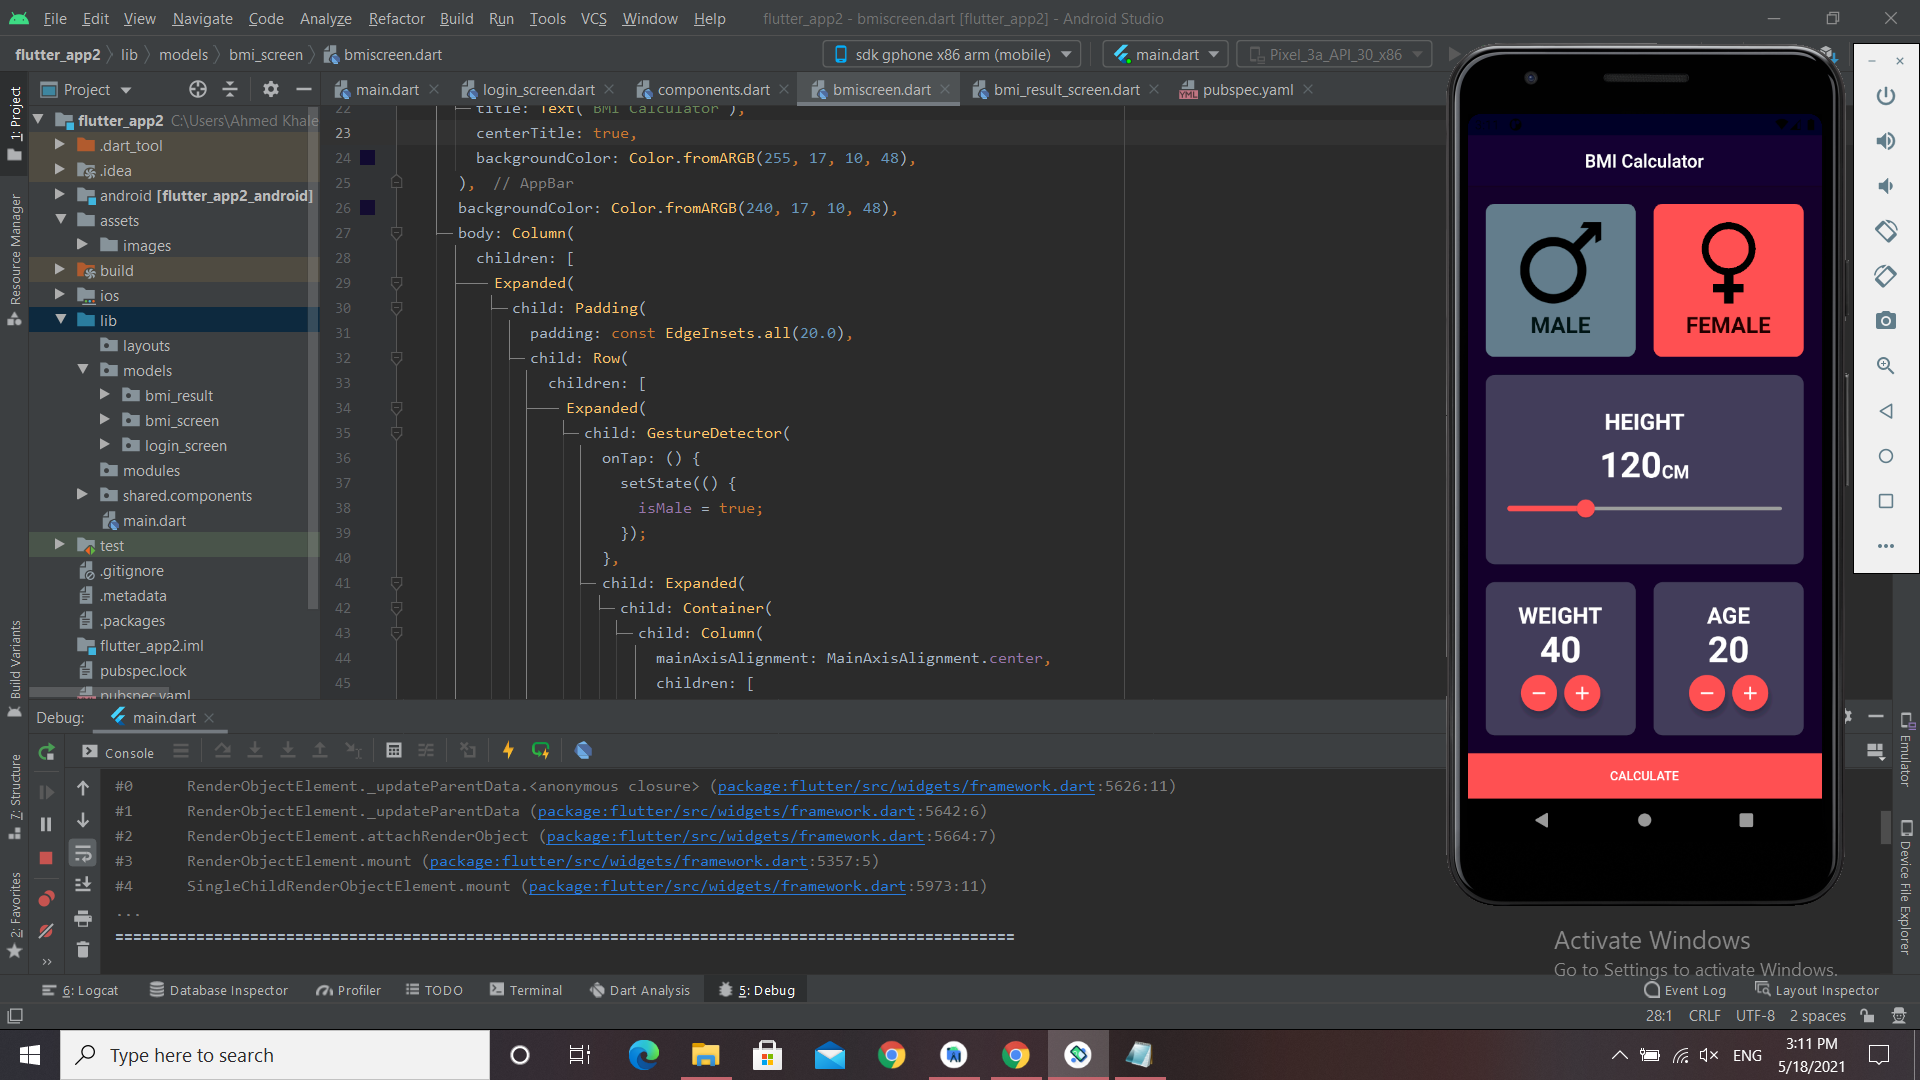 File Edit View Navigate Code Analyze Refactor Build Run Tools VCS Window Help flutter_app2 - bmiscreen.dart [flutter_app2] - Android Studio
flutter_app2 lib models bmi_screen bmiscreen.dart sdk gphone x86 arm (mobile) main.dart Pixel_3a_API_30_x86
Project main.dart login_screen.dart components.dart bmiscreen.dart bmi_result_screen.dart pubspec.yaml
1: Project
Resource Manager
Build Variants
7: Structure
2: Favorites
flutter_app2 C:\Users\Ahmed Khale
.dart_tool
.idea
android [flutter_app2_android]
assets
images
build
ios
lib
layouts
models
bmi_result
bmi_screen
login_screen
modules
shared.components
main.dart
test
.gitignore
.metadata
.packages
flutter_app2.iml
pubspec.lock
pubspec.yaml
22 title: Text("BMI Calculator"),
23 centerTitle: true,
24 backgroundColor: Color.fromARGB(255, 17, 10, 48),
25 ), // AppBar
26 backgroundColor: Color.fromARGB(240, 17, 10, 48),
27 body: Column(
28 children: [
29 Expanded(
30 child: Padding(
31 padding: const EdgeInsets.all(20.0),
32 child: Row(
33 children: [
34 Expanded(
35 child: GestureDetector(
36 onTap: () {
37 setState(() {
38 isMale = true;
39 });
40 },
41 child: Expanded(
42 child: Container(
43 child: Column(
44 mainAxisAlignment: MainAxisAlignment.center,
45 children: [
BMI Calculator
MALE FEMALE
HEIGHT
120CM
WEIGHT AGE
40 20
CALCULATE
Debug: main.dart
Console
#0 RenderObjectElement._updateParentData.<anonymous closure> (package:flutter/src/widgets/framework.dart:5626:11)
#1 RenderObjectElement._updateParentData (package:flutter/src/widgets/framework.dart:5642:6)
#2 RenderObjectElement.attachRenderObject (package:flutter/src/widgets/framework.dart:5664:7)
#3 RenderObjectElement.mount (package:flutter/src/widgets/framework.dart:5357:5)
#4 SingleChildRenderObjectElement.mount (package:flutter/src/widgets/framework.dart:5973:11)
...
====================================================================================================
Emulator
Device File Explorer
Activate Windows
Go to Settings to activate Windows.
6: Logcat Database Inspector Profiler TODO Terminal Dart Analysis 5: Debug Event Log Layout Inspector
28:1 CRLF UTF-8 2 spaces
Type here to search
ENG
3:11 PM
5/18/2021